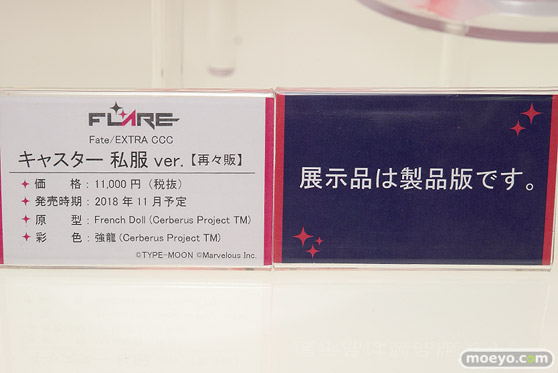 FLARE
Fate/EXTRA CCC
キャスター 私服 ver.【再々販】
価　格：11,000円（税抜）
発売時期：2018年11月予定
原　型：French Doll (Cerberus Project TM)
彩　色：強龍 (Cerberus Project TM)
©TYPE-MOON ©Marvelous Inc.
展示品は製品版です。
moeyo.com